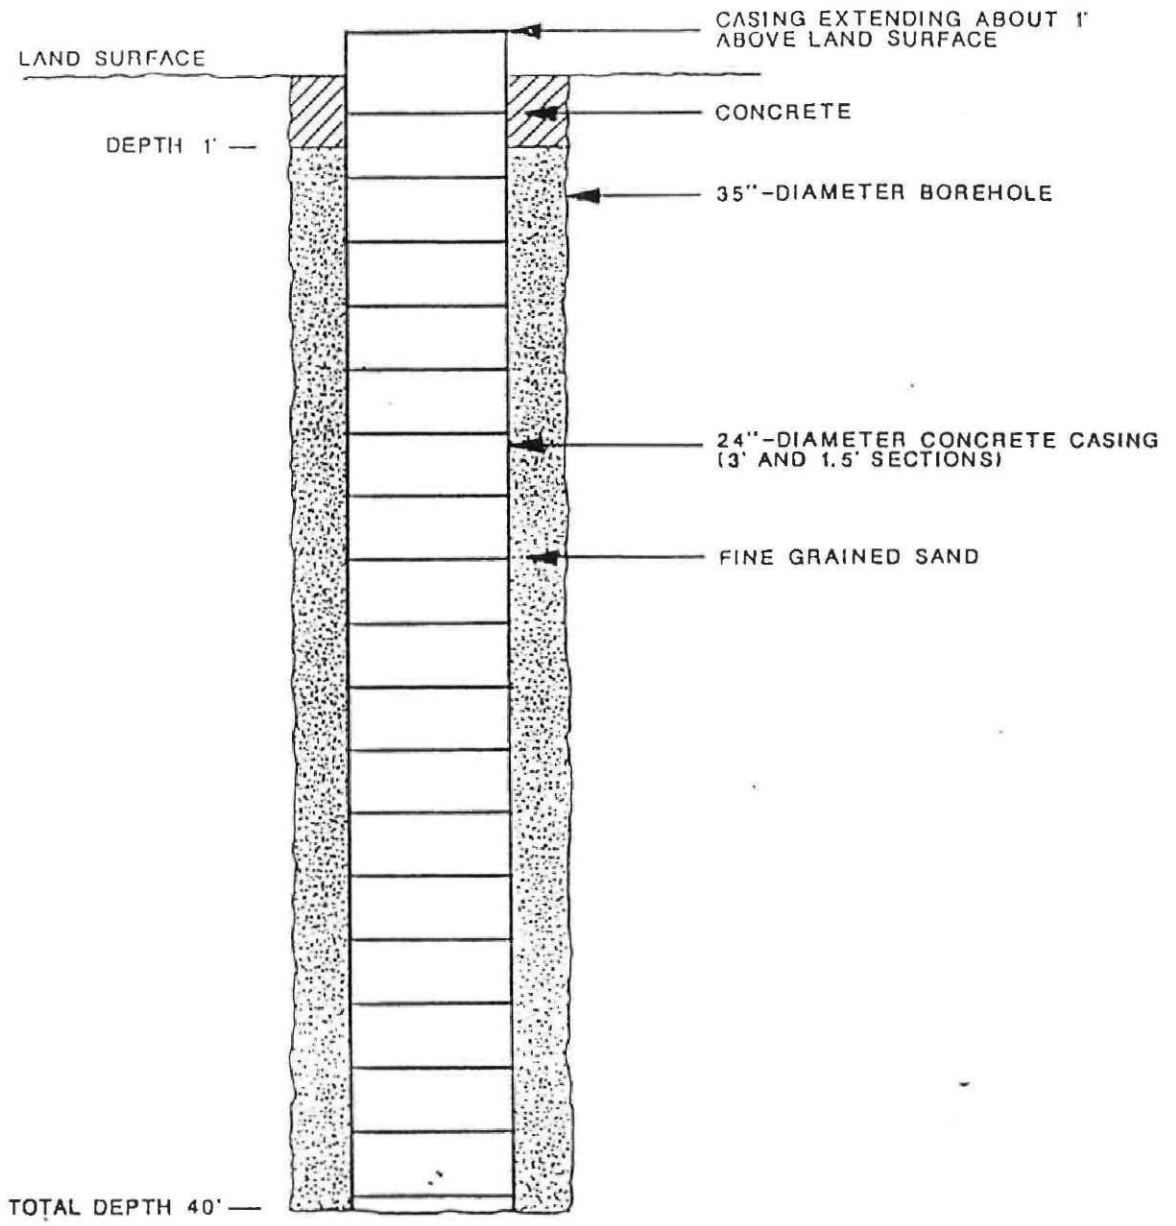 CASING EXTENDING ABOUT 1'
ABOVE LAND SURFACE
LAND SURFACE
CONCRETE
DEPTH 1'
35"-DIAMETER BOREHOLE
24"-DIAMETER CONCRETE CASING
(3' AND 1.5' SECTIONS)
FINE GRAINED SAND
TOTAL DEPTH 40'